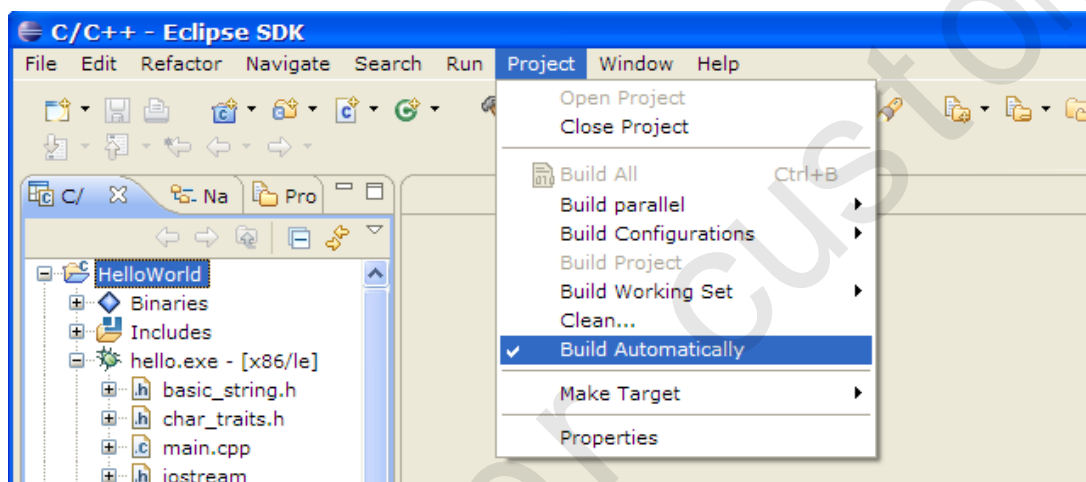 C/C++ - Eclipse SDK
File Edit Refactor Navigate Search Run Project Window Help
Open Project
Close Project
Build All Ctrl+B
Build parallel
Build Configurations
Build Project
Build Working Set
Clean...
Build Automatically
Make Target
Properties
C/ Na Pro
HelloWorld
Binaries
Includes
hello.exe - [x86/le]
.h basic_string.h
.h char_traits.h
.c main.cpp
.h iostream
r custo